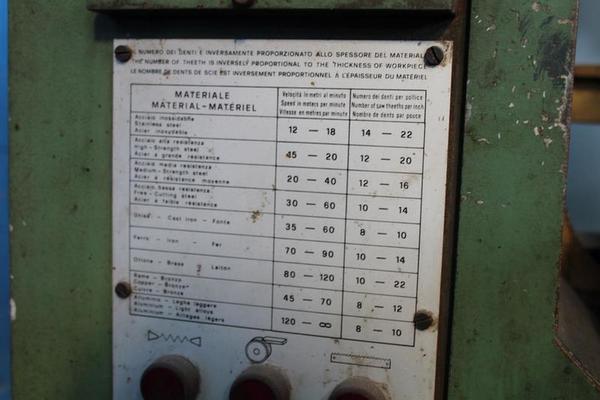 IL NUMERO DEI DENTI È INVERSAMENTE PROPORZIONATO ALLO SPESSORE DEL MATERIALE
THE NUMBER OF THEETH IS INVERSELY PROPORTIONAL TO THE THICKNESS OF WORKPIECE
LE NOMBRE DE DENTS DE SCIE EST INVERSEMENT PROPORTIONNEL À L'ÉPAISSEUR DU MATÉRIEL
MATERIALE
MATERIAL-MATÉRIEL
Velocità in metri al minuto
Speed in meters per minute
Vitesse en metres par minute
Numero dei denti per pollice
Number of saw theeths per inch
Nombre de dents par pouce
Acciaio inossidabile
Stainless steel
Acier inoxydable
12 — 18
14 — 22
Acciaio alta resistenza
High-Strength steel
Acier à grande resistance
15 — 20
12 — 20
Acciaio media resistenza
Medium-Strength steel
Acier à résistance moyenne
20 — 40
12 — 16
Acciaio bassa resistenza
Free-Cutting steel
Acier à faible résistance
30 — 60
10 — 14
Ghisa - Cast iron - Fonte
35 — 60
8 — 10
Ferro - Iron - Fer
70 — 90
10 — 14
Ottone - Brass - Laiton
80 — 120
10 — 22
Rame - Bronzo
Copper - Bronze
Cuivre - Bronze
45 — 70
8 — 12
Alluminio - Leghe leggere
Aluminium - Light alloys
Aluminium - Alliages légers
120 — ∞
8 — 10